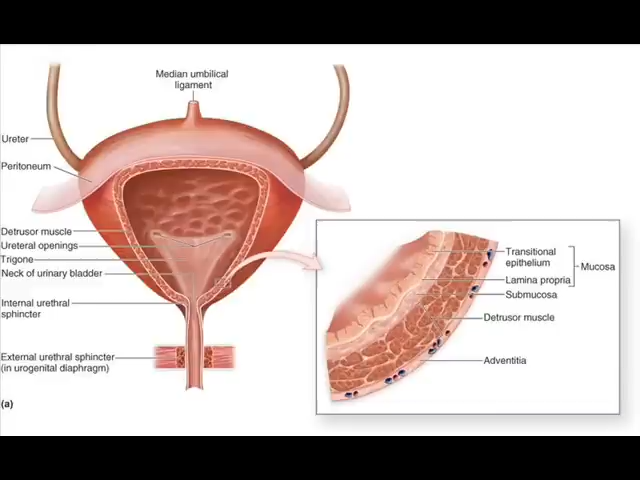 Median umbilical
ligament
Ureter
Peritoneum
Detrusor muscle
Ureteral openings
Trigone
Neck of urinary bladder
Internal urethral
sphincter
External urethral sphincter
(in urogenital diaphragm)
(a)
Transitional
epithelium
Mucosa
Lamina propria
Submucosa
Detrusor muscle
Adventitia